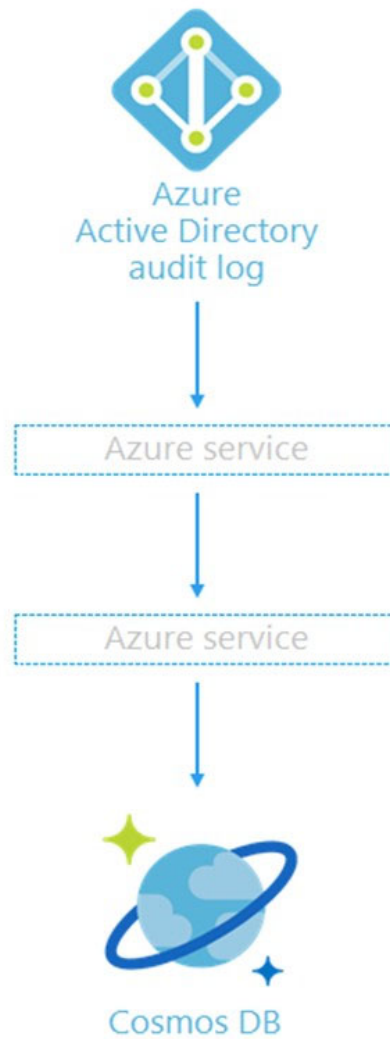 Azure
Active Directory
audit log
Azure service
Azure service
Cosmos DB